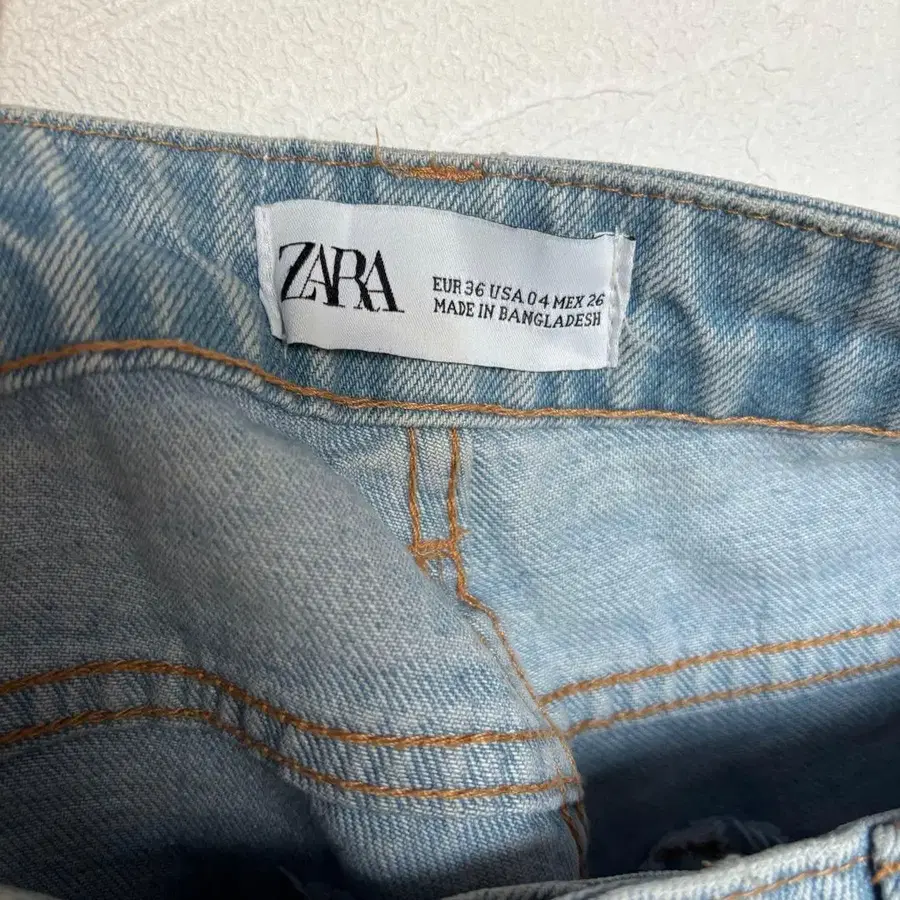 ZARA
EUR 36 USA 04 MEX 26
MADE IN BANGLADESH